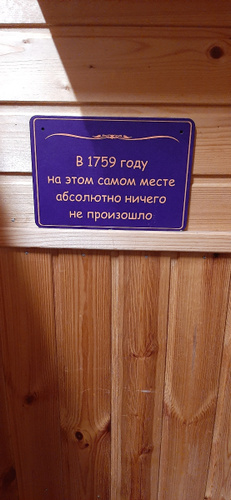 В 1759 году
на этом самом месте
абсолютно ничего
не произошло